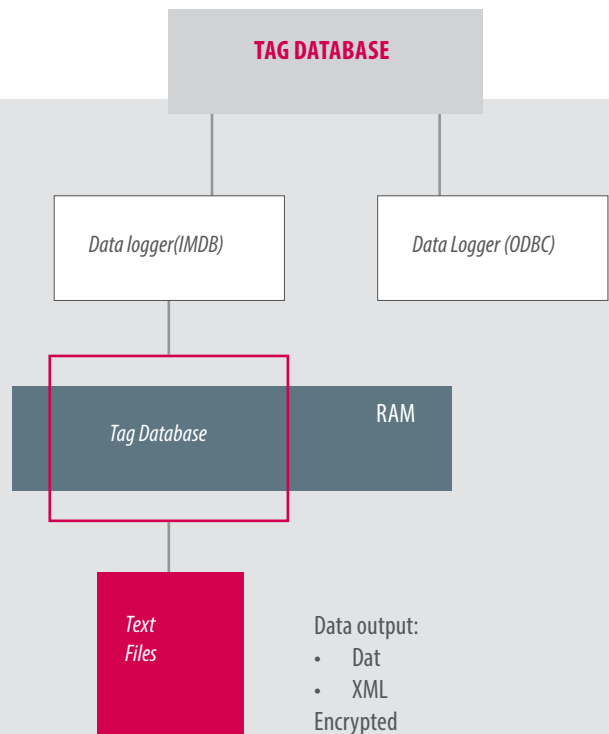 TAG DATABASE
Data logger(IMDB)
Data Logger (ODBC)
RAM
Tag Database
Text
Files
Data output:
• Dat
• XML
Encrypted